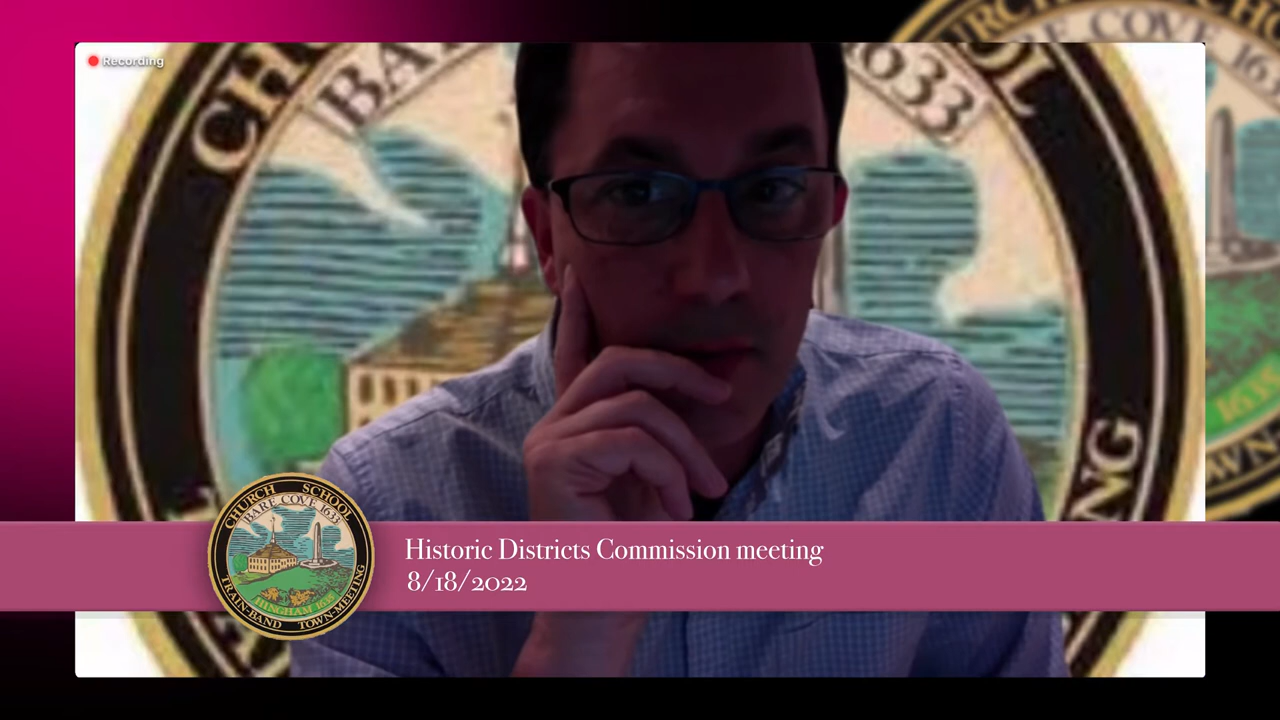 Recording
CHURCH SCHOOL
BARE COVE 1633
HINGHAM 1635
TRAIN-BAND TOWN-MEETING
Historic Districts Commission meeting
8/18/2022
1635